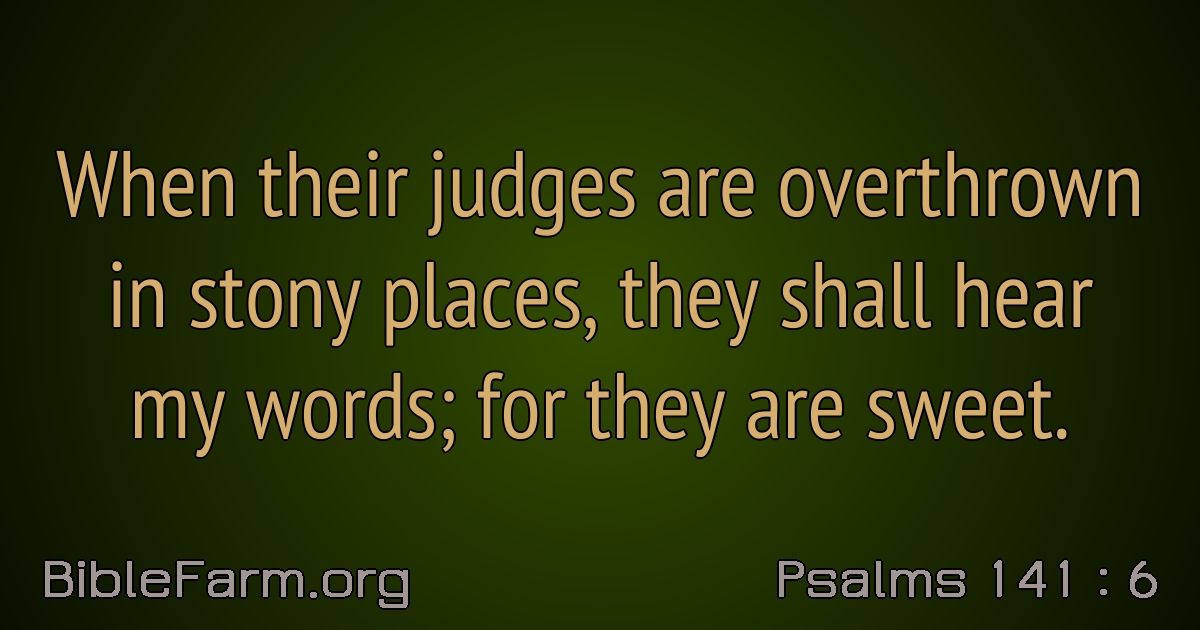 When their judges are overthrown
in stony places, they shall hear
my words; for they are sweet.
BibleFarm.org
Psalms 141 : 6